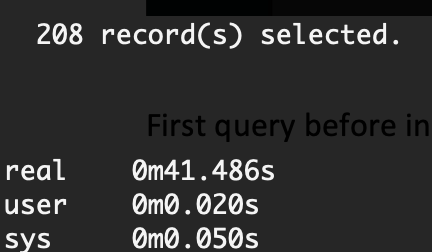 208 record(s) selected.
First query before in
real 0m41.486s
user 0m0.020s
sys 0m0.050s